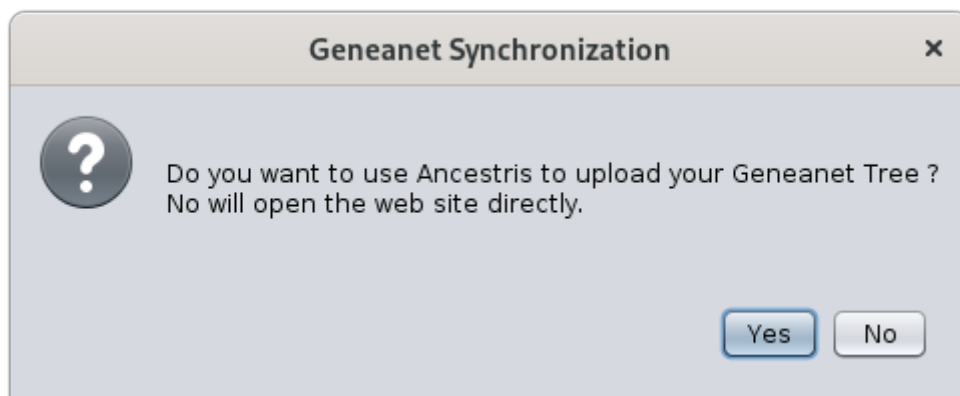 Geneanet Synchronization
Do you want to use Ancestris to upload your Geneanet Tree ?
No will open the web site directly.
Yes No